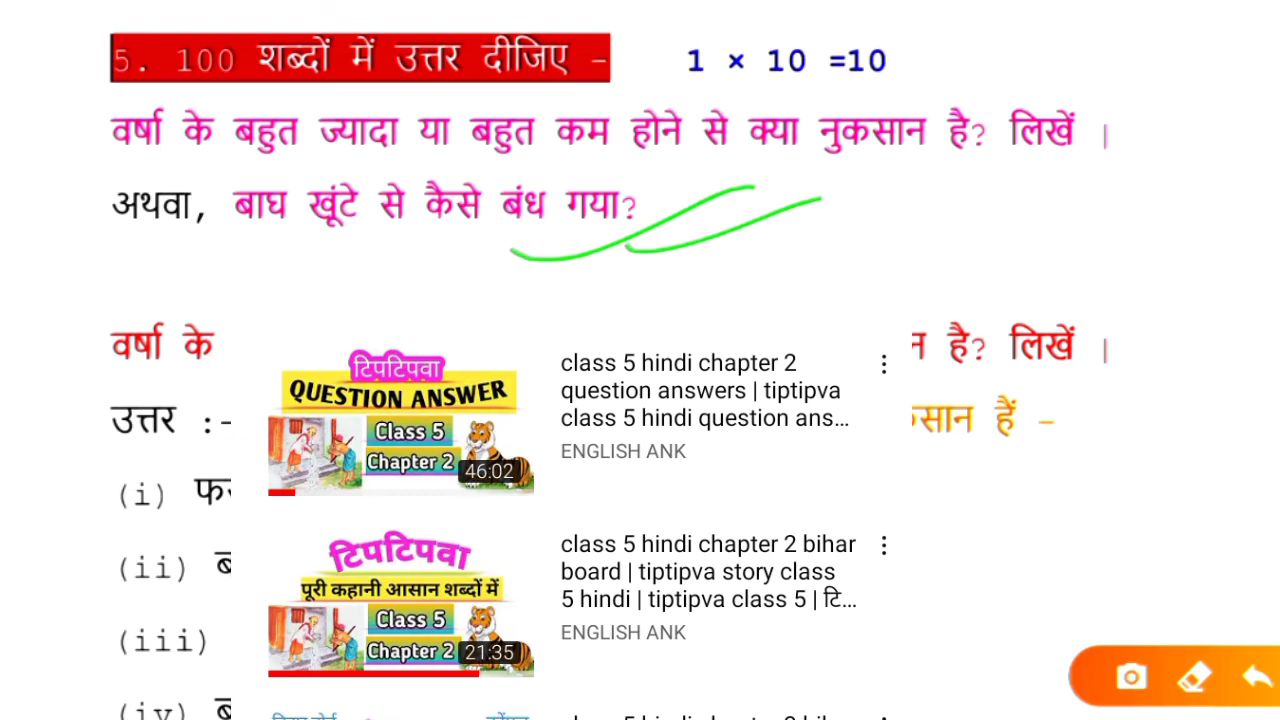 5. 100 शब्दों में उत्तर दीजिए – 1 × 10 =10
वर्षा के बहुत ज्यादा या बहुत कम होने से क्या नुकसान है? लिखें |
अथवा, बाघ खूंटे से कैसे बंध गया?
वर्षा के
है? लिखें |
उत्तर :–
हैं –
(i)
(ii)
(iii)
(iv)
टिपटिपवा
QUESTION ANSWER
Class 5
Chapter 2
46:02
class 5 hindi chapter 2
question answers | tiptipva
class 5 hindi question ans...
ENGLISH ANK
टिपटिपवा
पूरी कहानी आसान शब्दों में
Class 5
Chapter 2
21:35
class 5 hindi chapter 2 bihar
board | tiptipva story class
5 hindi | tiptipva class 5 | टि...
ENGLISH ANK